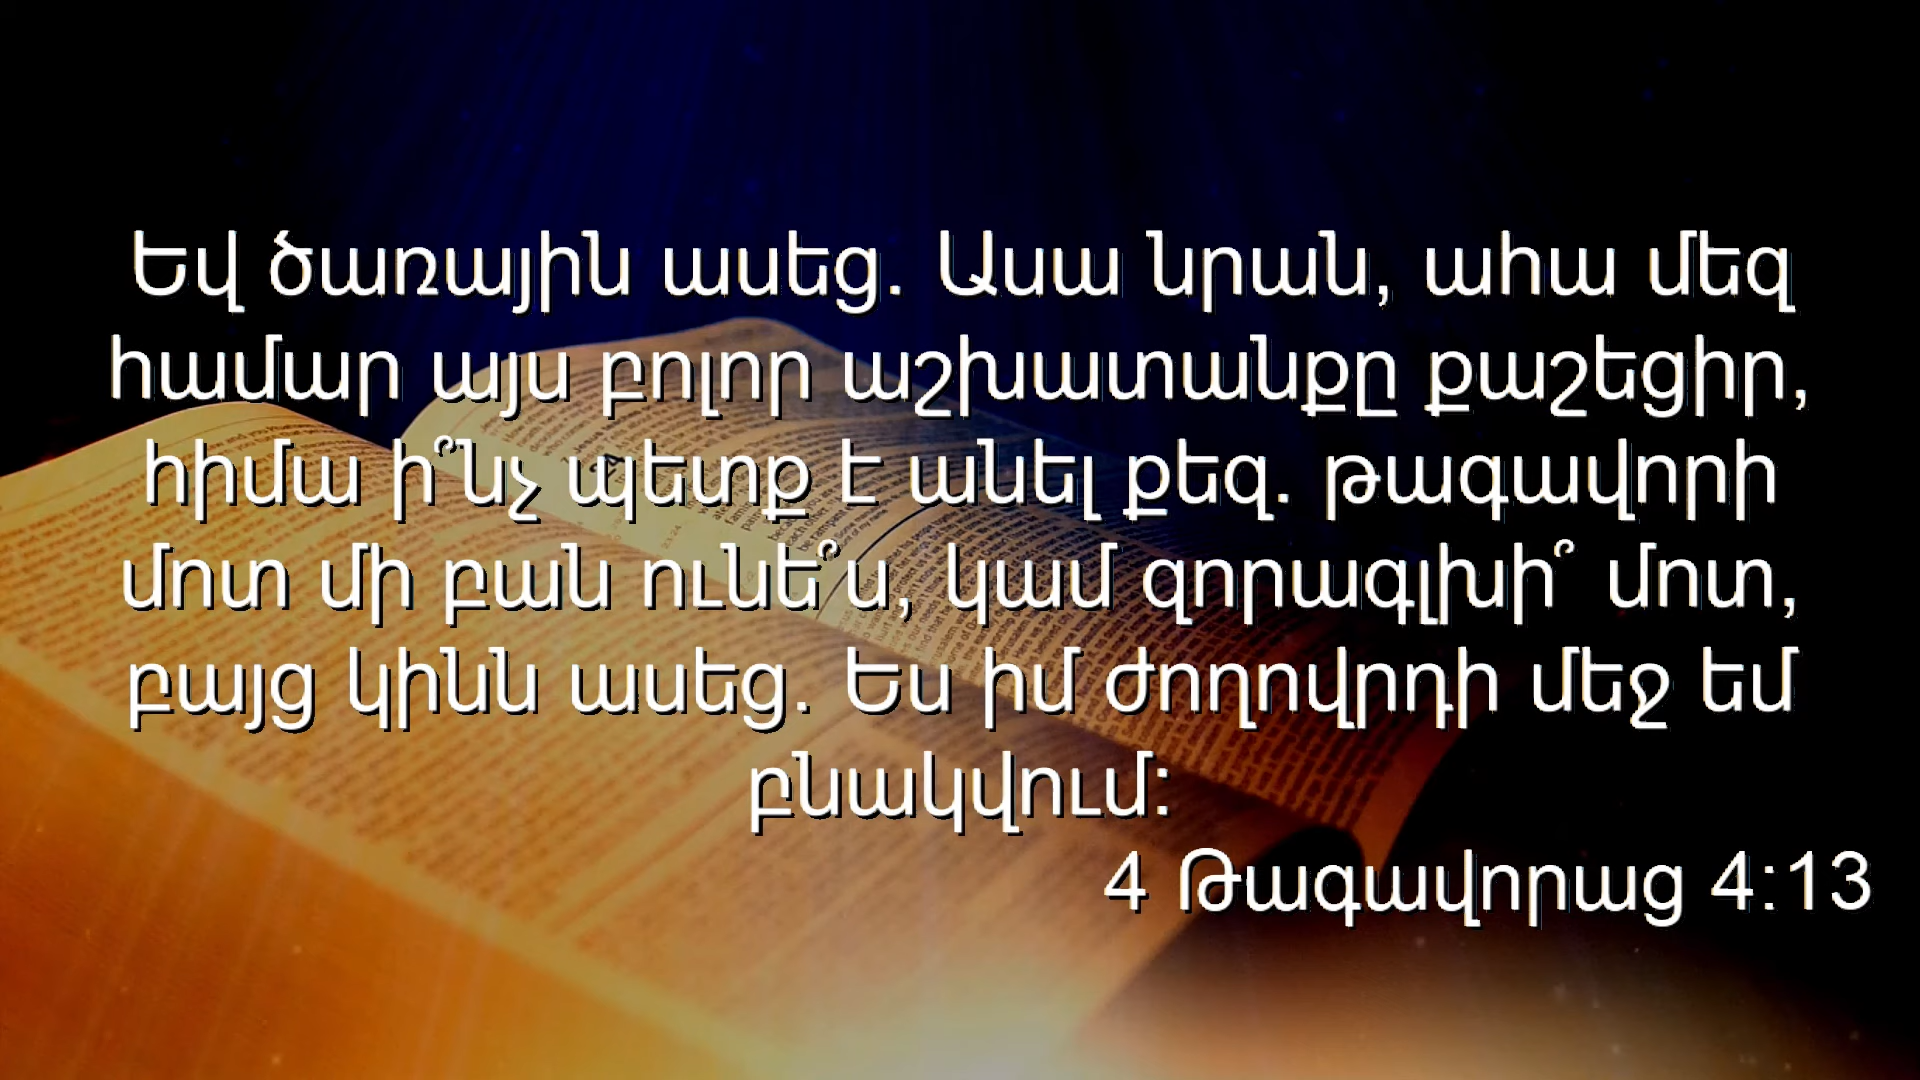 Եվ ծառային ասեց. Ասա նրան, ահա մեզ
համար այս բոլոր աշխատանքը քաշեցիր,
հիմա ի՞նչ պետք է անել քեզ. թագավորի
մոտ մի բան ունե՞ս, կամ զորագլխի՞ մոտ,
բայց կինն ասեց. Ես իմ ժողովրդի մեջ եմ
բնակվում:
4 Թագավորաց 4:13